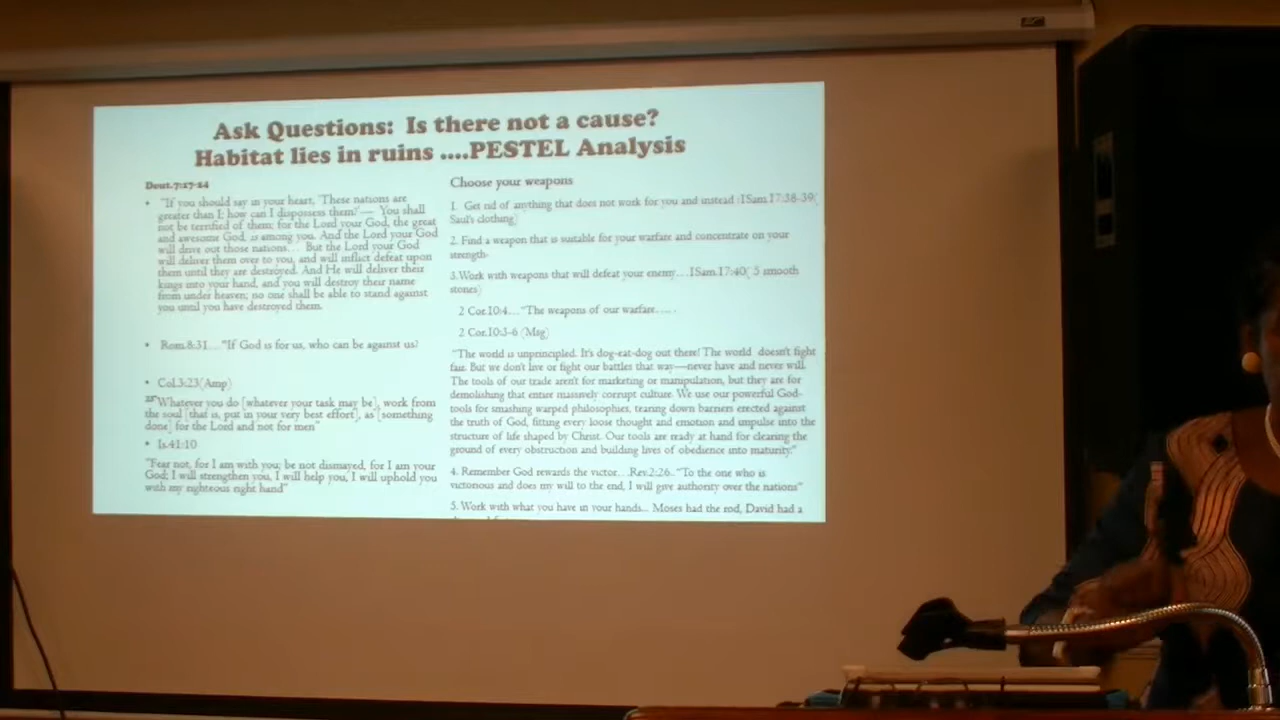 Ask Questions: Is there not a cause?
Habitat lies in ruins ....PESTEL Analysis
Deut.7:17-24
• "If you should say in your heart, 'These nations are
greater than I; how can I dispossess them?'— You shall
not be terrified of them; for the Lord your God, the great
and awesome God, is among you. And the Lord your God
will drive out those nations... But the Lord your God
will deliver them over to you, and will inflict defeat upon
them until they are destroyed. And He will deliver their
kings into your hand, and you will destroy their name
from under heaven; no one shall be able to stand against
you until you have destroyed them.
• Rom.8:31... "If God is for us, who can be against us?
• Col.3:23(Amp)
23"Whatever you do [whatever your task may be], work from
the soul [that is, put in your very best effort], as [something
done] for the Lord and not for men"
• Is.41:10
"Fear not, for I am with you; be not dismayed, for I am your
God; I will strengthen you, I will help you, I will uphold you
with my righteous right hand"
Choose your weapons
1. Get rid of anything that does not work for you and instead (1Sam.17:38-39(
Saul's clothing)
2. Find a weapon that is suitable for your warfare and concentrate on your
strength-
3.Work with weapons that will defeat your enemy...1Sam.17:40( 5 smooth
stones)
2 Cor.10:4... "The weapons of our warfare.....
2 Cor.10:3-6 (Msg)
"The world is unprincipled. It's dog-eat-dog out there! The world doesn't fight
fair. But we don't live or fight our battles that way—never have and never will.
The tools of our trade aren't for marketing or manipulation, but they are for
demolishing that entire massively corrupt culture. We use our powerful God-
tools for smashing warped philosophies, tearing down barriers erected against
the truth of God, fitting every loose thought and emotion and impulse into the
structure of life shaped by Christ. Our tools are ready at hand for clearing the
ground of every obstruction and building lives of obedience into maturity."
4. Remember God rewards the victor...Rev.2:26.."To the one who is
victorious and does my will to the end, I will give authority over the nations"
5. Work with what you have in your hands... Moses had the rod, David had a